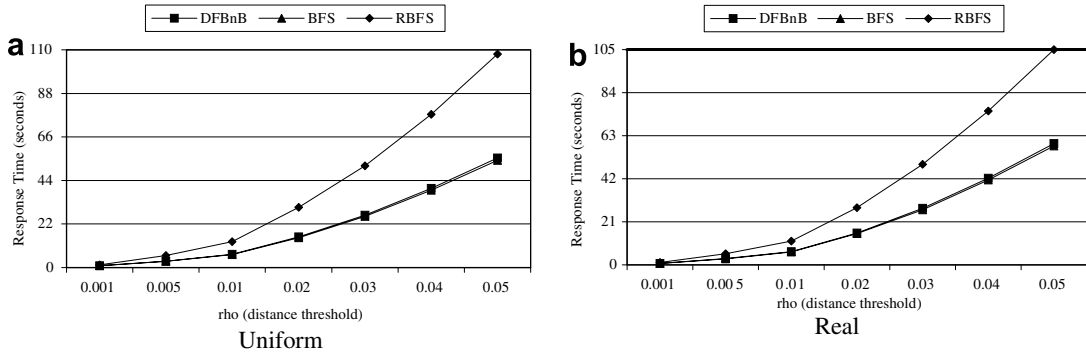 DFBnB BFS RBFS
a
110
88
66
44
22
0
Response Time (seconds)
0.001 0.005 0.01 0.02 0.03 0.04 0.05
rho (distance threshold)
Uniform
DFBnB BFS RBFS
b
105
84
63
42
21
0
Response Time (seconds)
0.001 0.005 0.01 0.02 0.03 0.04 0.05
rho (distance threshold)
Real